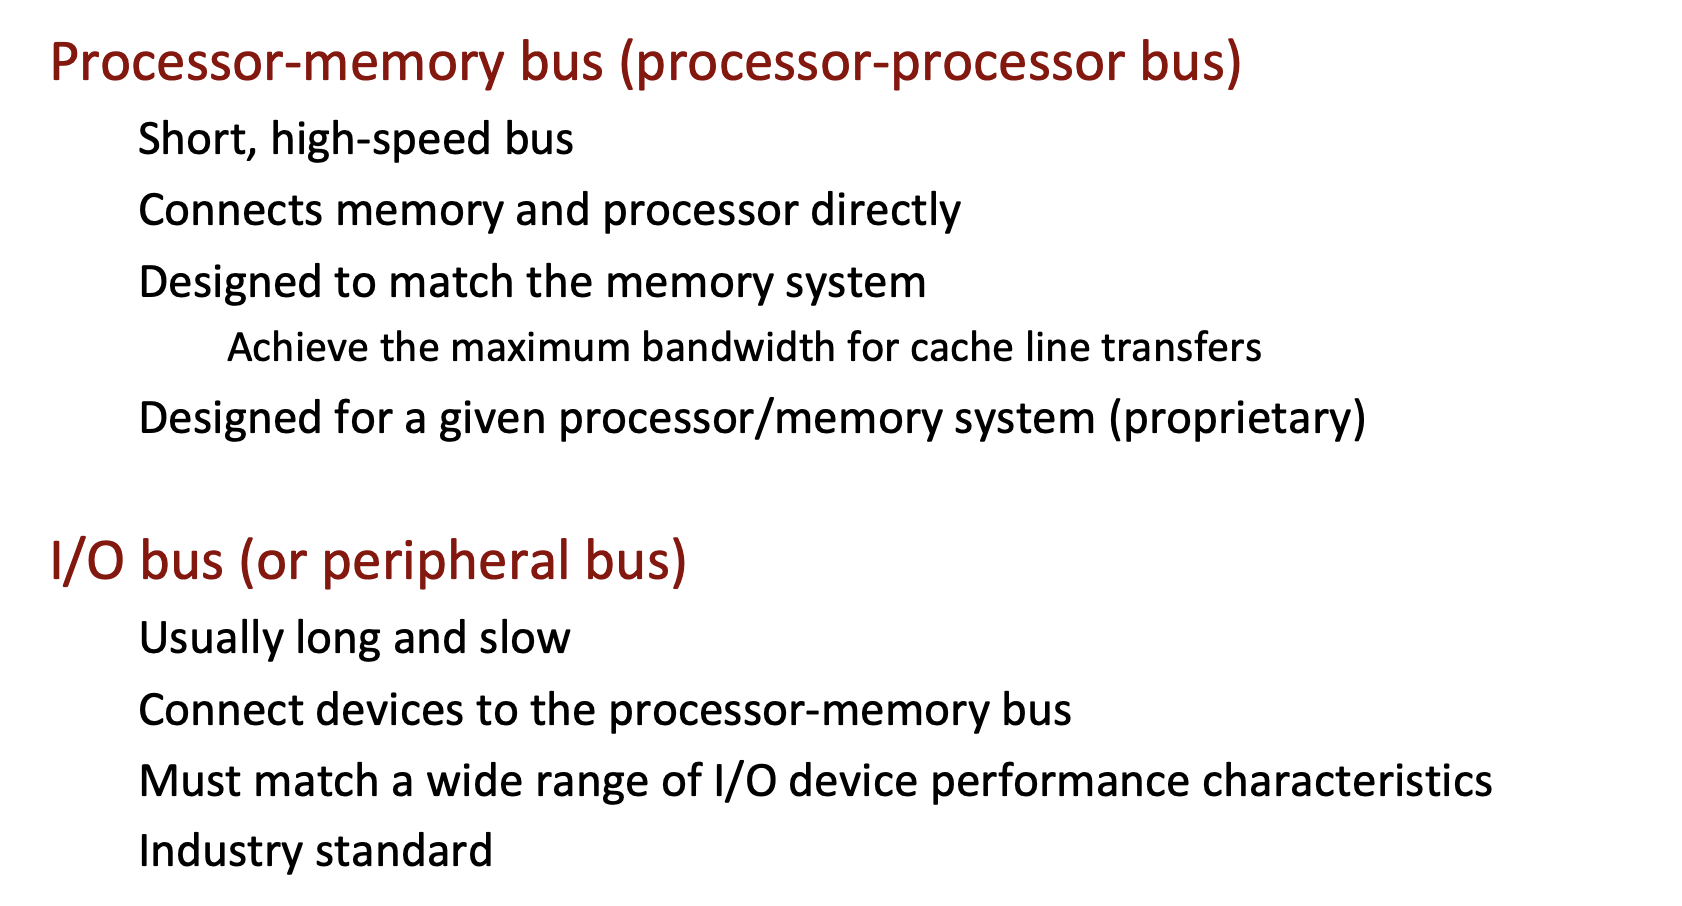 Processor-memory bus (processor-processor bus)
Short, high-speed bus
Connects memory and processor directly
Designed to match the memory system
Achieve the maximum bandwidth for cache line transfers
Designed for a given processor/memory system (proprietary)
I/O bus (or peripheral bus)
Usually long and slow
Connect devices to the processor-memory bus
Must match a wide range of I/O device performance characteristics
Industry standard